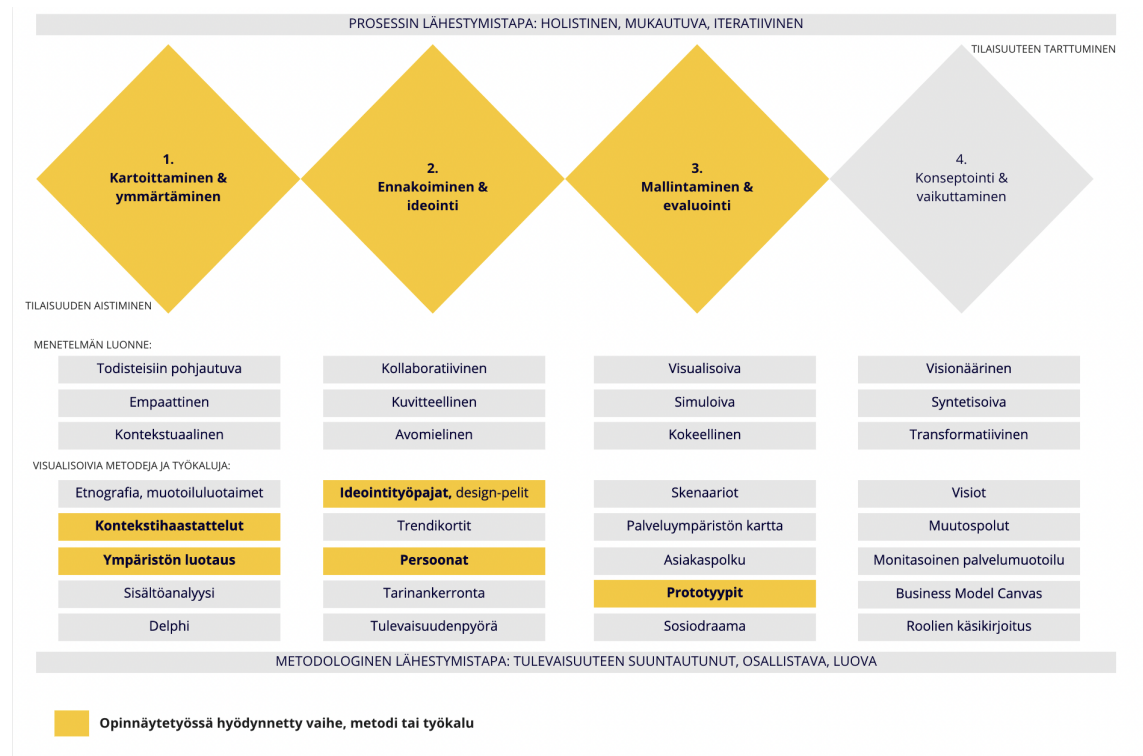 PROSESSIN LÄHESTYMISTAPA: HOLISTINEN, MUKAUTUVA, ITERATIIVINEN
TILAISUUTEEN TARTTUMINEN
1.
Kartoittaminen &
ymmärtäminen
2.
Ennakoiminen &
ideointi
3.
Mallintaminen &
evaluointi
4.
Konseptointi &
vaikuttaminen
TILAISUUDEN AISTIMINEN
MENETELMÄN LUONNE:
Todisteisiin pohjautuva
Kollaboratiivinen
Visualisoiva
Visionäärinen
Empaattinen
Kuvitteellinen
Simuloiva
Syntetisoiva
Kontekstuaalinen
Avomielinen
Kokeellinen
Transformatiivinen
VISUALISOIVIA METODEJA JA TYÖKALUJA:
Etnografia, muotoiluluotaimet
Ideointityöpajat, design-pelit
Skenaariot
Visiot
Kontekstihaastattelut
Trendikortit
Palveluympäristön kartta
Muutospolut
Ympäristön luotaus
Persoonat
Asiakaspolku
Monitasoinen palvelumuotoilu
Sisältöanalyysi
Tarinankerronta
Prototyypit
Business Model Canvas
Delphi
Tulevaisuudenpyörä
Sosiodraama
Roolien käsikirjoitus
METODOLOGINEN LÄHESTYMISTAPA: TULEVAISUUTEEN SUUNTAUTUNUT, OSALLISTAVA, LUOVA
Opinnäytetyössä hyödynnetty vaihe, metodi tai työkalu